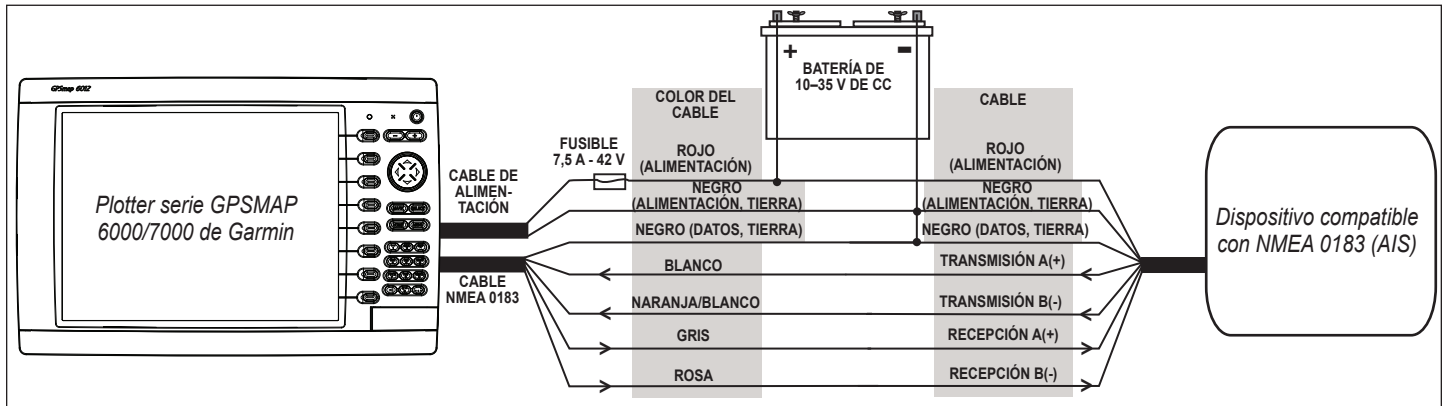 GPSmap 6012
Plotter serie GPSMAP
6000/7000 de Garmin
CABLE DE
ALIMEN-
TACIÓN
CABLE
NMEA 0183
FUSIBLE
7,5 A - 42 V
COLOR DEL
CABLE
ROJO
(ALIMENTACIÓN)
NEGRO
(ALIMENTACIÓN, TIERRA)
NEGRO (DATOS, TIERRA)
BLANCO
NARANJA/BLANCO
GRIS
ROSA
+ -
BATERÍA DE
10–35 V DE CC
CABLE
ROJO
(ALIMENTACIÓN)
NEGRO
(ALIMENTACIÓN, TIERRA)
NEGRO (DATOS, TIERRA)
TRANSMISIÓN A(+)
TRANSMISIÓN B(-)
RECEPCIÓN A(+)
RECEPCIÓN B(-)
Dispositivo compatible
con NMEA 0183 (AIS)